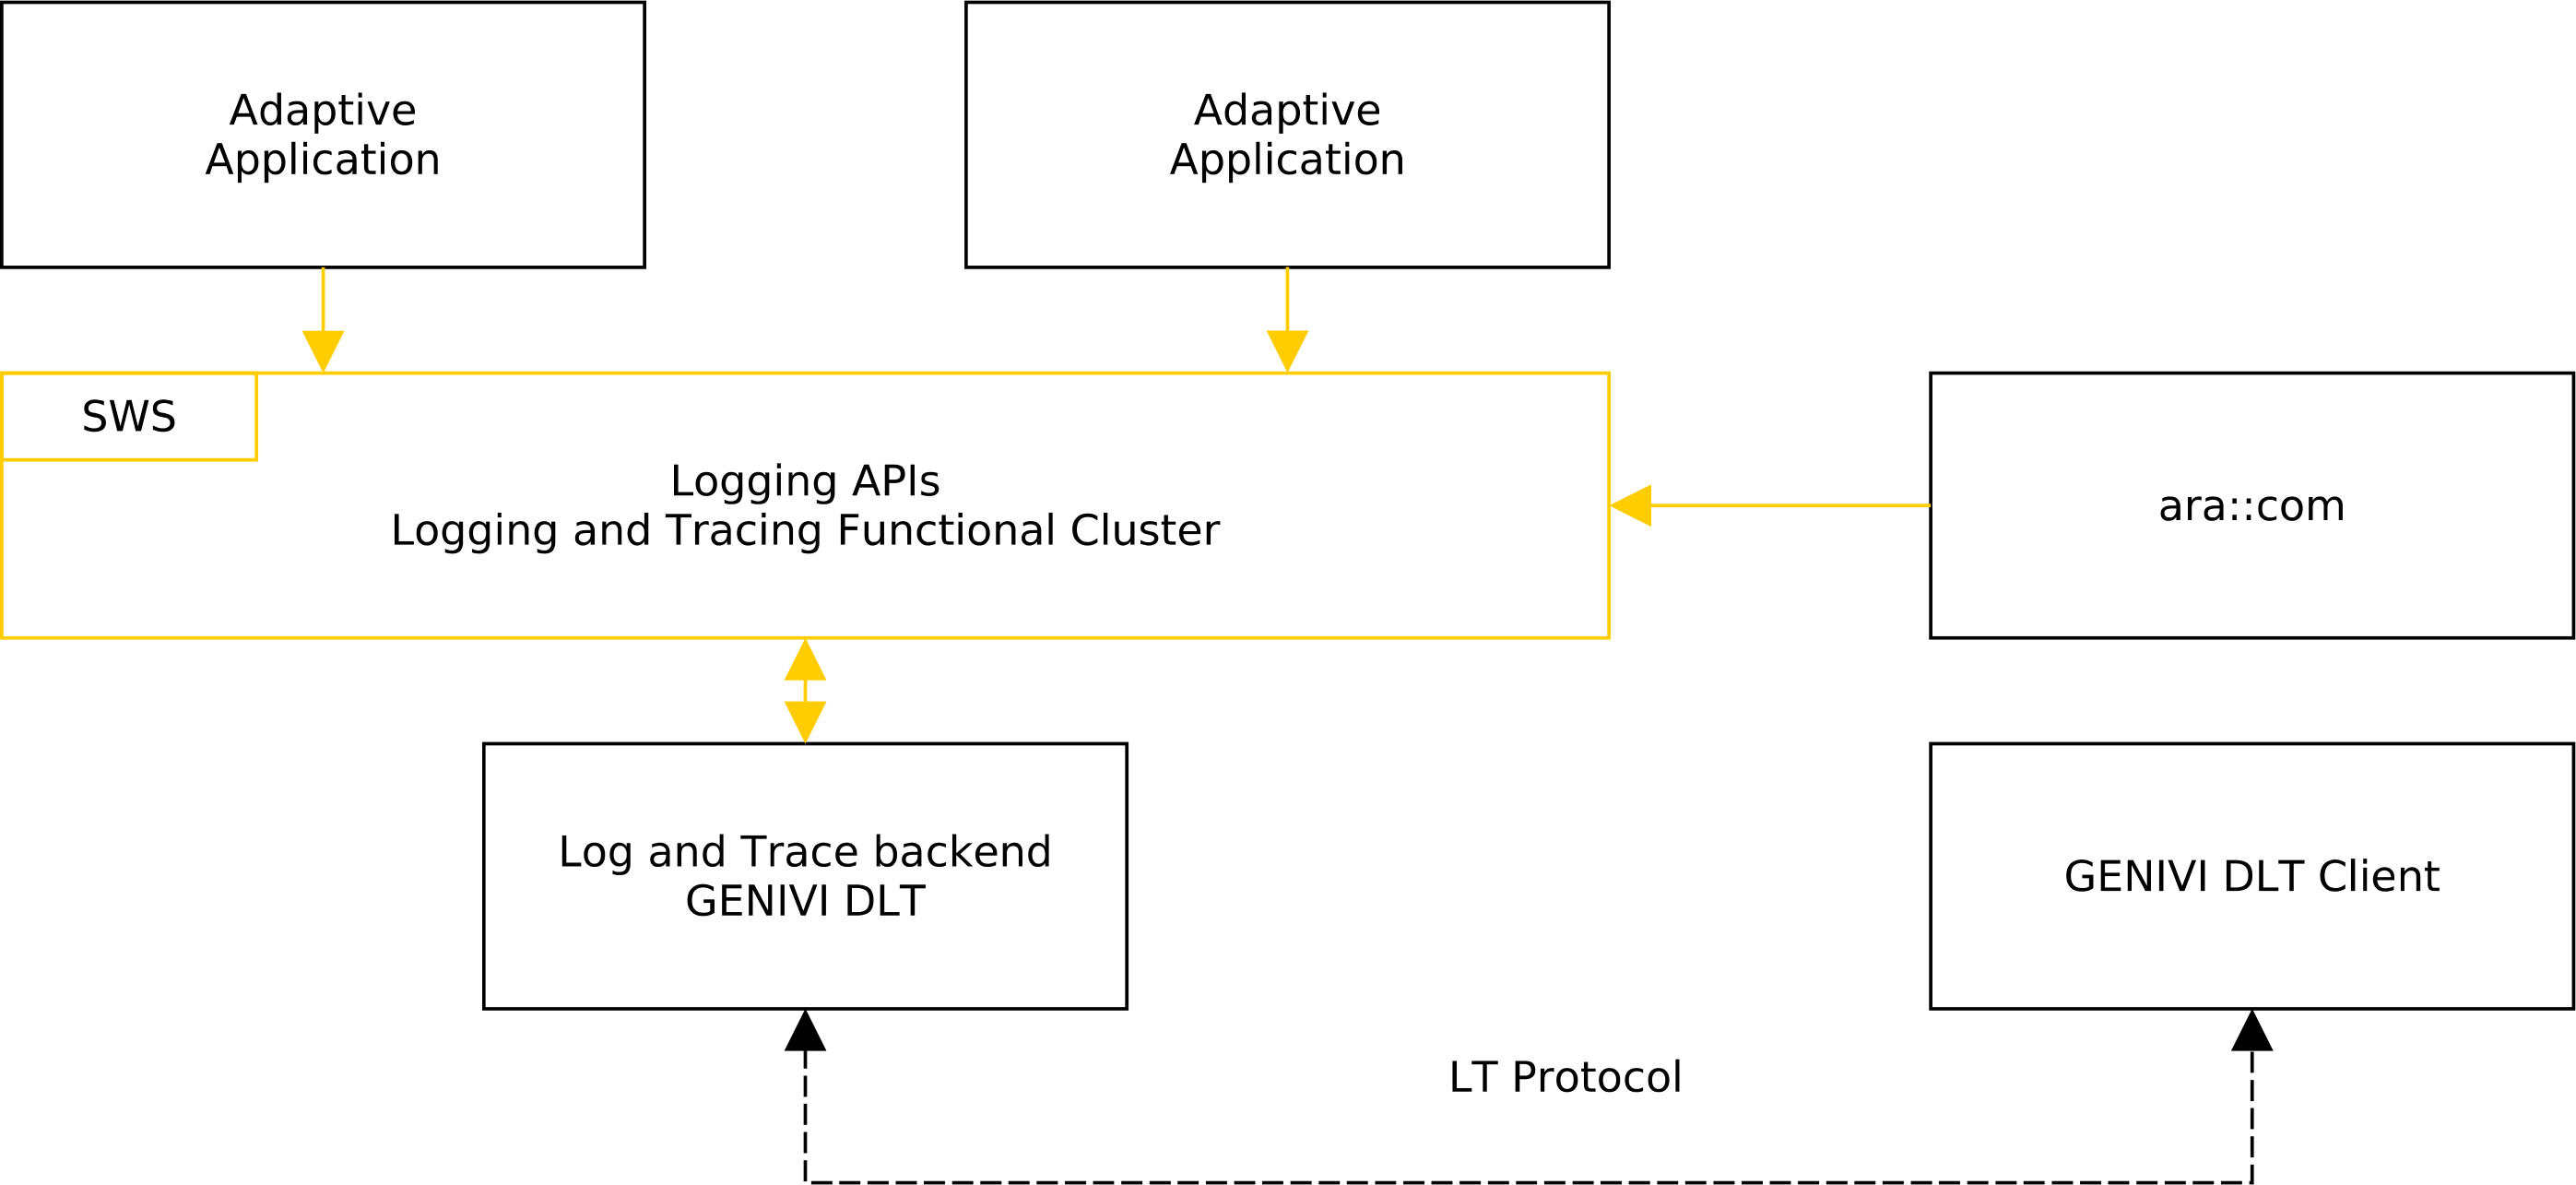 Adaptive
Application
Adaptive
Application
SWS
Logging APIs
Logging and Tracing Functional Cluster
ara::com
Log and Trace backend
GENIVI DLT
GENIVI DLT Client
LT Protocol